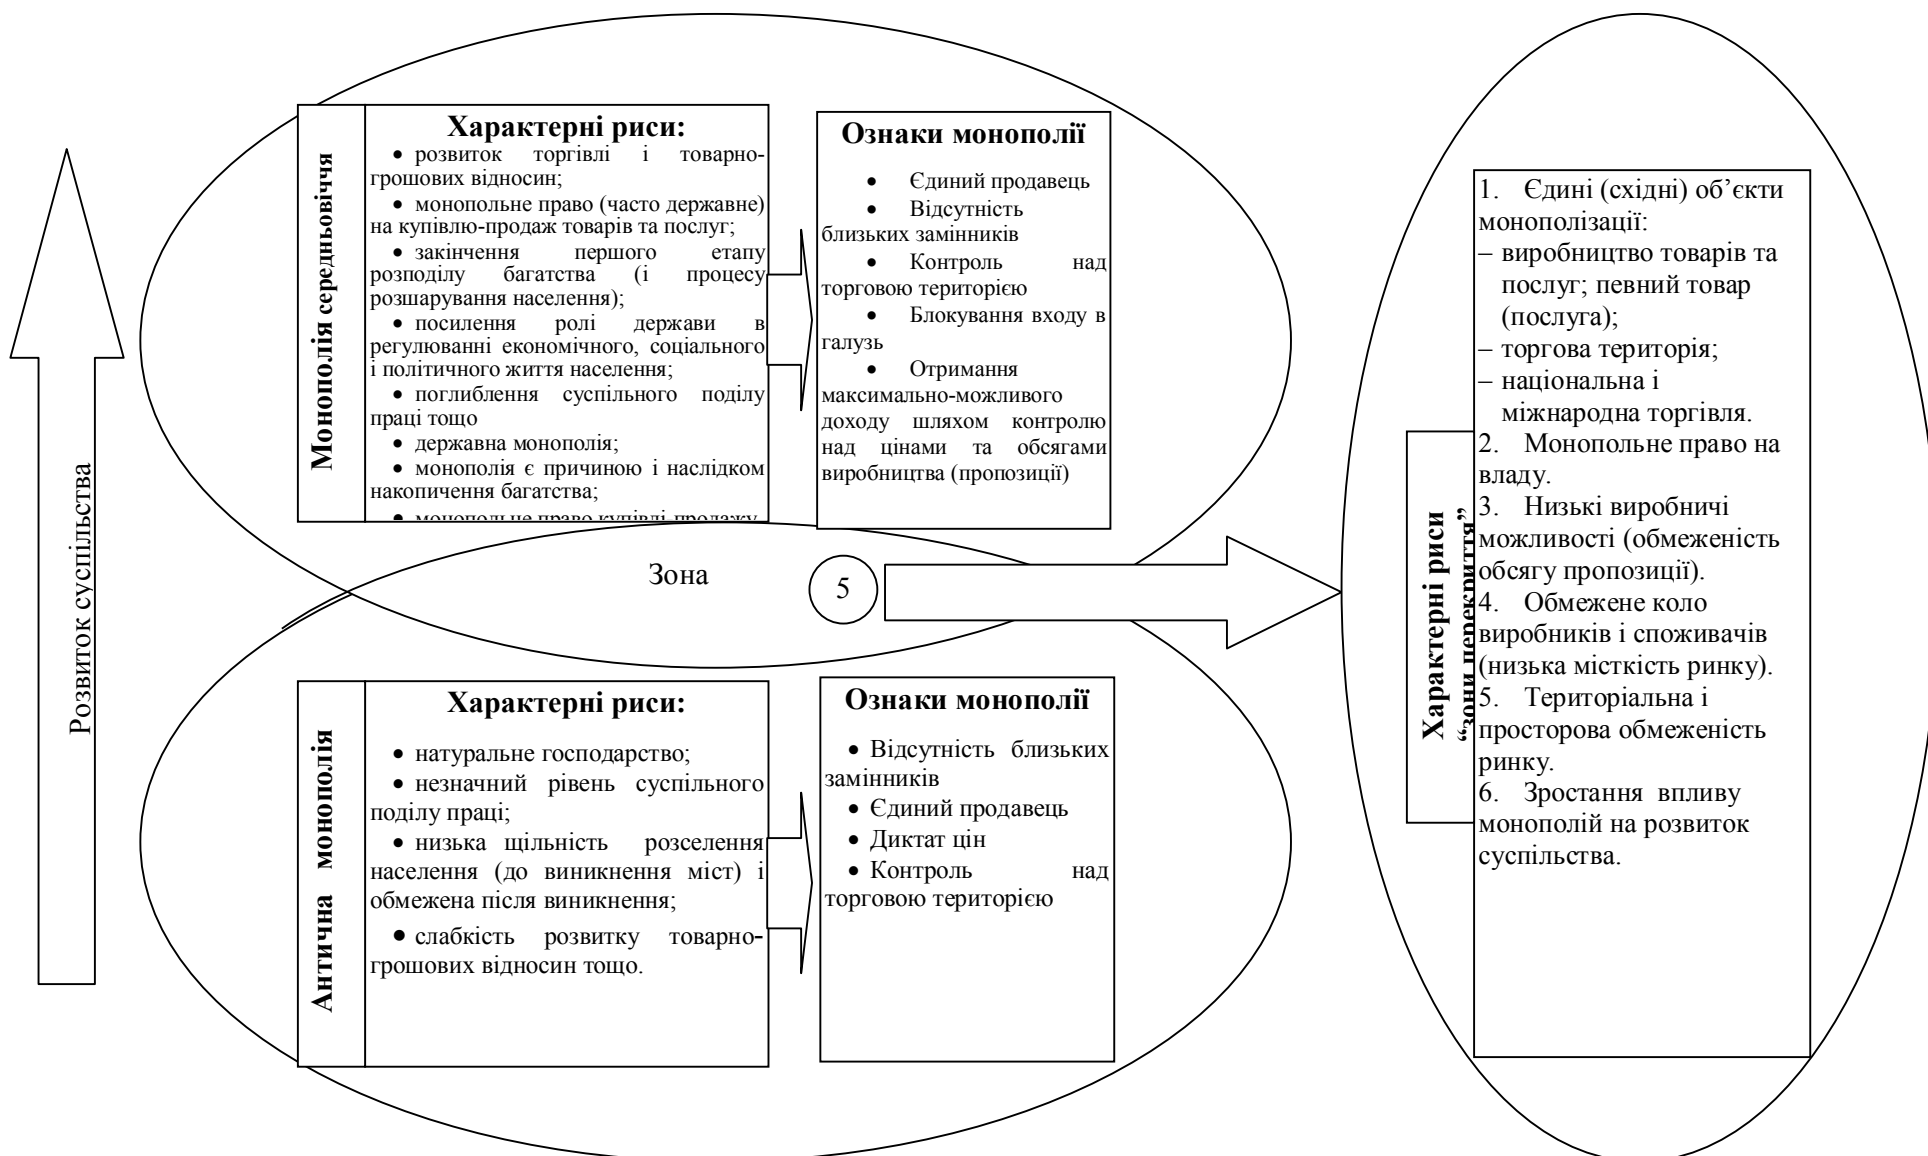 Розвиток суспільства
Монополія середньовіччя
Характерні риси:
• розвиток торгівлі і товарно-
грошових відносин;
• монопольне право (часто державне)
на купівлю-продаж товарів та послуг;
• закінчення першого етапу
розподілу багатства (і процесу
розшарування населення);
• посилення ролі держави в
регулюванні економічного, соціального
і політичного життя населення;
• поглиблення суспільного поділу
праці тощо
• державна монополія;
• монополія є причиною і наслідком
накопичення багатства;
• монопольне право купівлі продажу
Ознаки монополії
• Єдиний продавець
• Відсутність
близьких замінників
• Контроль над
торговою територією
• Блокування входу в
галузь
• Отримання
максимально-можливого
доходу шляхом контролю
над цінами та обсягами
виробництва (пропозиції)
Зона
5
Антична монополія
Характерні риси:
• натуральне господарство;
• незначний рівень суспільного
поділу праці;
• низька щільність розселення
населення (до виникнення міст) і
обмежена після виникнення;
• слабкість розвитку товарно-
грошових відносин тощо.
Ознаки монополії
• Відсутність близьких
замінників
• Єдиний продавець
• Диктат цін
• Контроль над
торговою територією
Характерні риси
“зони перекриття”
1. Єдині (східні) об’єкти
монополізації:
– виробництво товарів та
послуг; певний товар
(послуга);
– торгова територія;
– національна і
міжнародна торгівля.
2. Монопольне право на
владу.
3. Низькі виробничі
можливості (обмеженість
обсягу пропозиції).
4. Обмежене коло
виробників і споживачів
(низька місткість ринку).
5. Територіальна і
просторова обмеженість
ринку.
6. Зростання впливу
монополій на розвиток
суспільства.